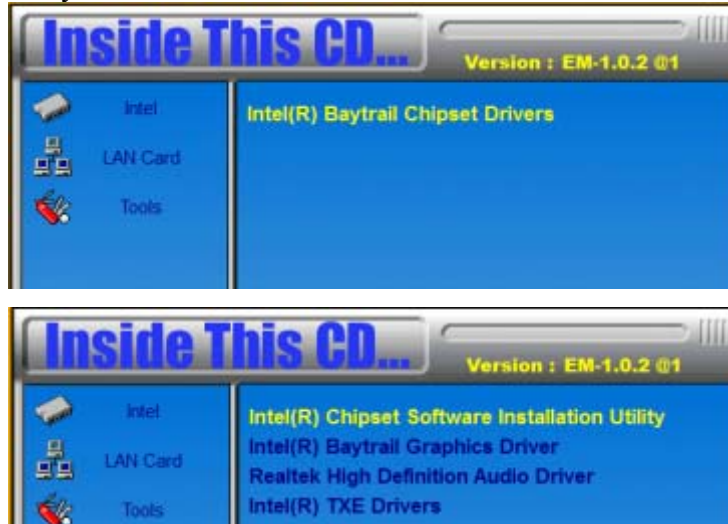 Inside This CD...
Version : EM-1.0.2 @1
Intel
Intel(R) Baytrail Chipset Drivers
LAN Card
Tools
Inside This CD...
Version : EM-1.0.2 @1
Intel
Intel(R) Chipset Software Installation Utility
Intel(R) Baytrail Graphics Driver
LAN Card
Realtek High Definition Audio Driver
Tools
Intel(R) TXE Drivers